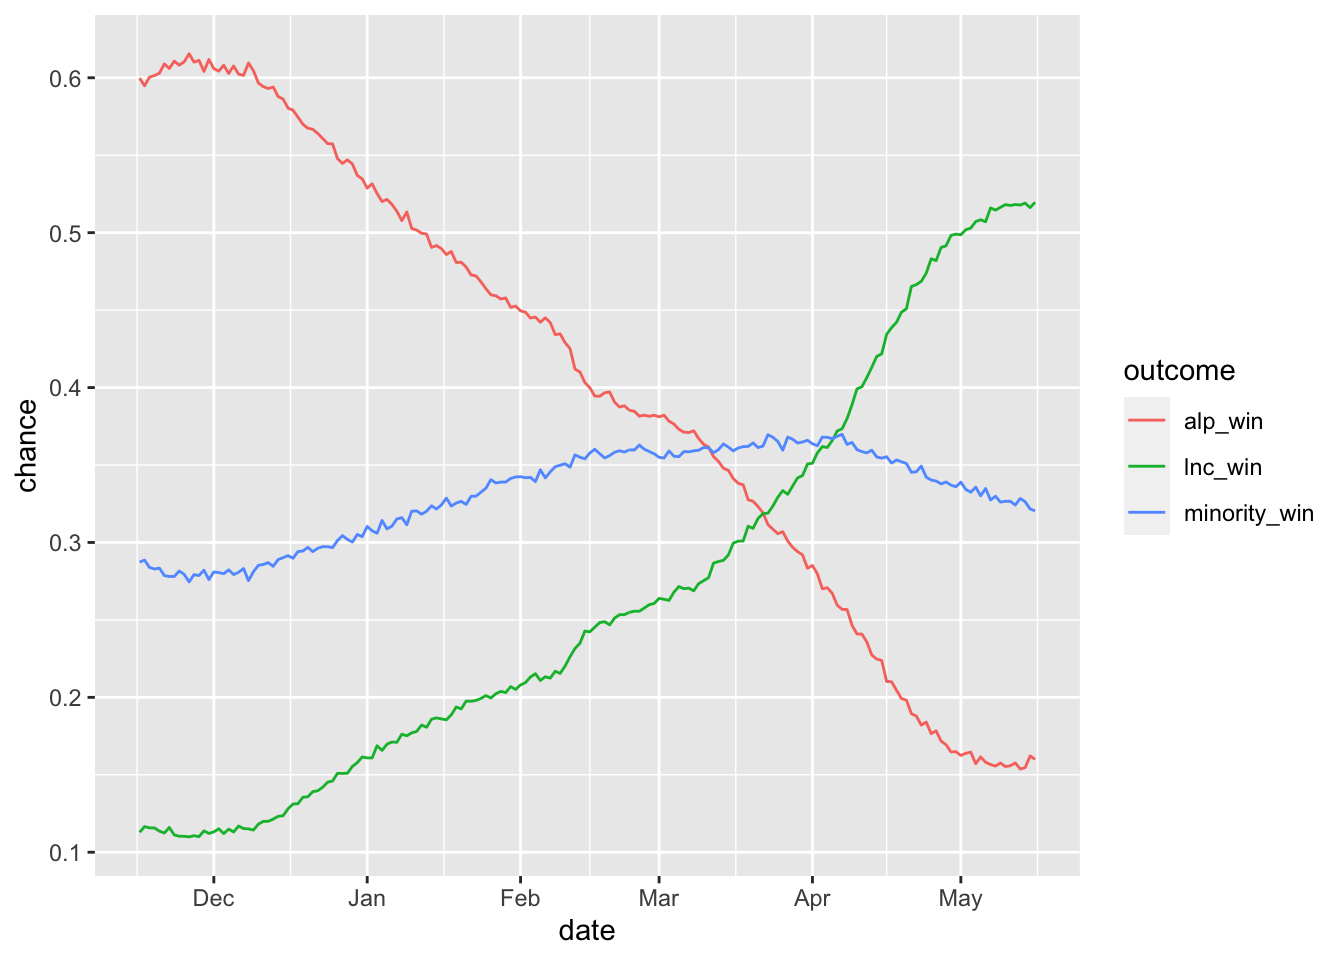 0.6
0.5
0.4
0.3
0.2
0.1
chance
Dec Jan Feb Mar Apr May
date
outcome
alp_win
lnc_win
minority_win